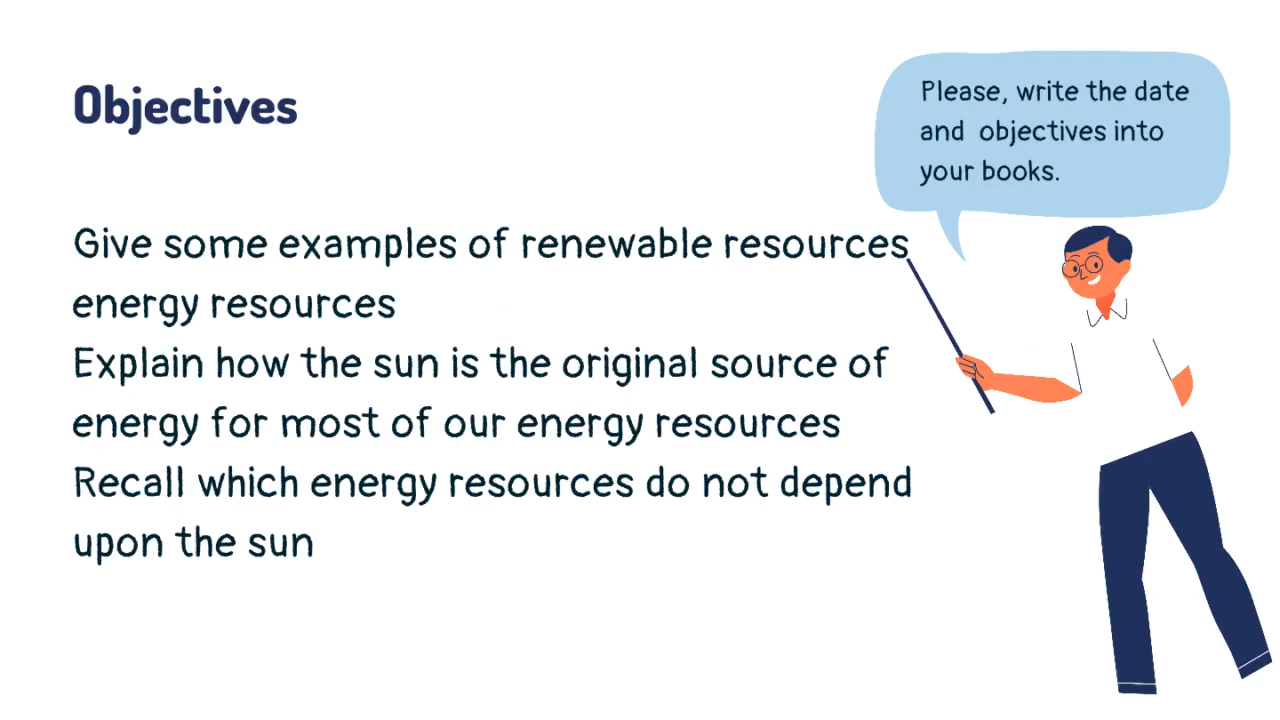 Objectives
Please, write the date
and objectives into
your books.
Give some examples of renewable resources
energy resources
Explain how the sun is the original source of
energy for most of our energy resources
Recall which energy resources do not depend
upon the sun